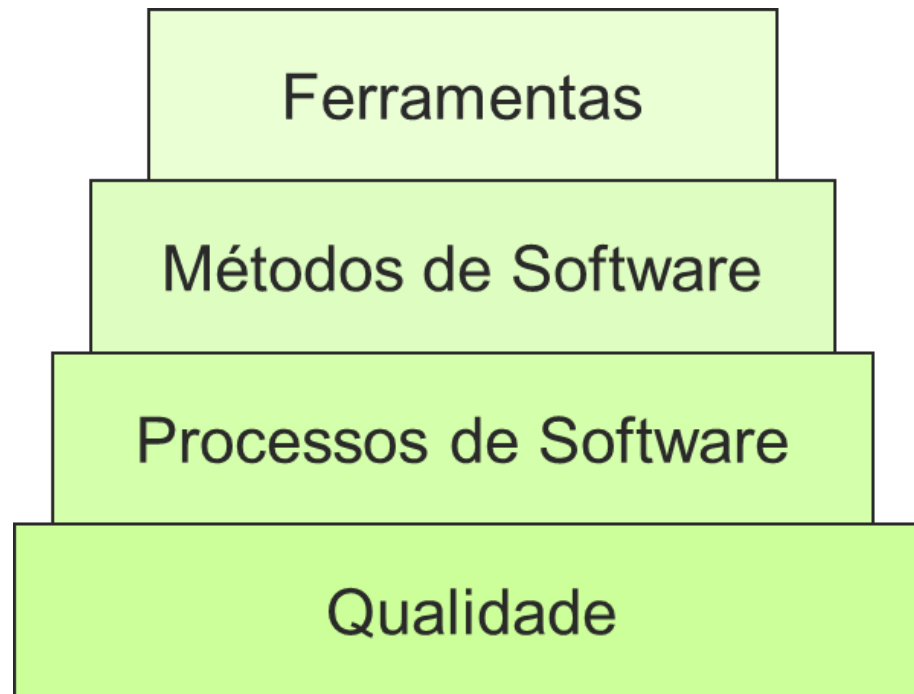 Ferramentas
Métodos de Software
Processos de Software
Qualidade